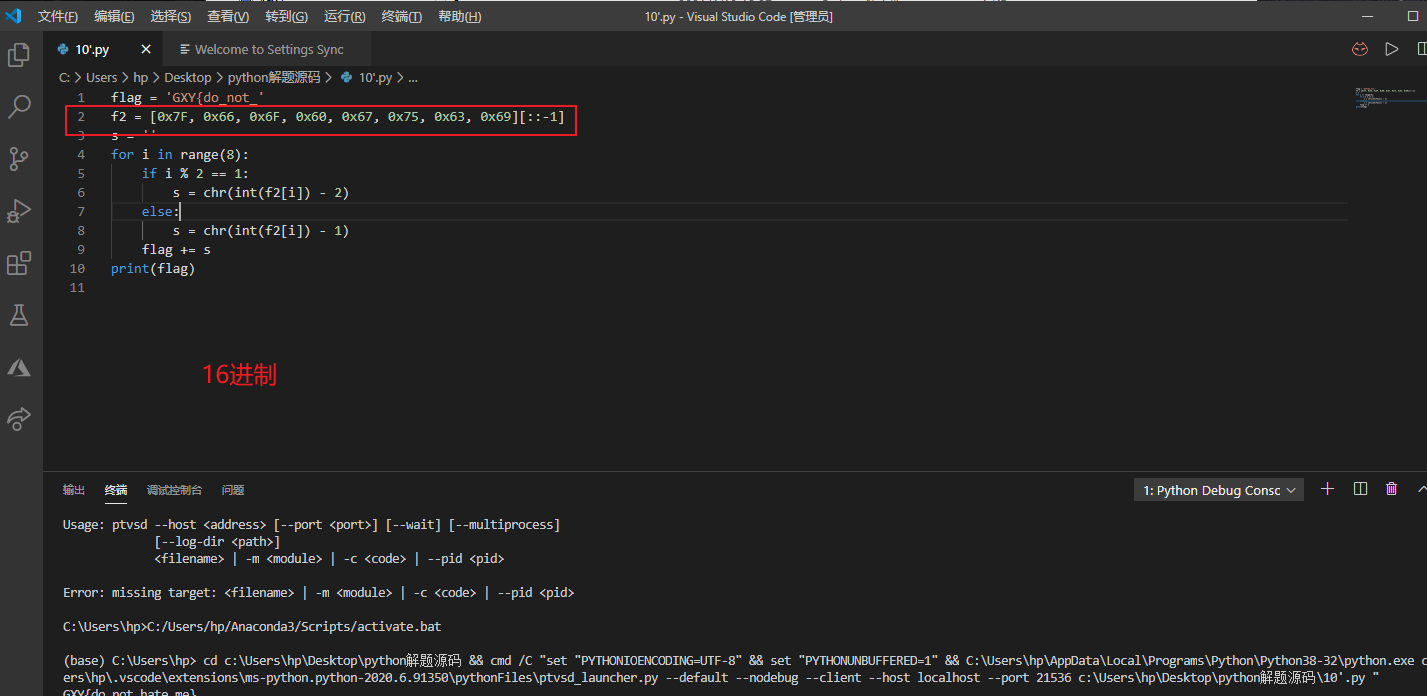 文件(F) 编辑(E) 选择(S) 查看(V) 转到(G) 运行(R) 终端(T) 帮助(H) 10'.py - Visual Studio Code [管理员]
10'.py Welcome to Settings Sync
C: > Users > hp > Desktop > python解题源码 > 10'.py > ...
1 flag = 'GXY{do_not_'
2 f2 = [0x7F, 0x66, 0x6F, 0x60, 0x67, 0x75, 0x63, 0x69][::-1]
3 s = ''
4 for i in range(8):
5 if i % 2 == 1:
6 s = chr(int(f2[i]) - 2)
7 else:
8 s = chr(int(f2[i]) - 1)
9 flag += s
10 print(flag)
11
16进制
输出 终端 调试控制台 问题 1: Python Debug Consc
Usage: ptvsd --host <address> [--port <port>] [--wait] [--multiprocess]
[--log-dir <path>]
<filename> | -m <module> | -c <code> | --pid <pid>
Error: missing target: <filename> | -m <module> | -c <code> | --pid <pid>
C:\Users\hp>C:/Users/hp/Anaconda3/Scripts/activate.bat
(base) C:\Users\hp> cd c:\Users\hp\Desktop\python解题源码 && cmd /C "set "PYTHONIOENCODING=UTF-8" && set "PYTHONUNBUFFERED=1" && C:\Users\hp\AppData\Local\Programs\Python\Python38-32\python.exe c
ers\hp\.vscode\extensions\ms-python.python-2020.6.91350\pythonFiles\ptvsd_launcher.py --default --nodebug --client --host localhost --port 21536 c:\Users\hp\Desktop\python解题源码\10'.py "
GXY{do_not_hate_me}